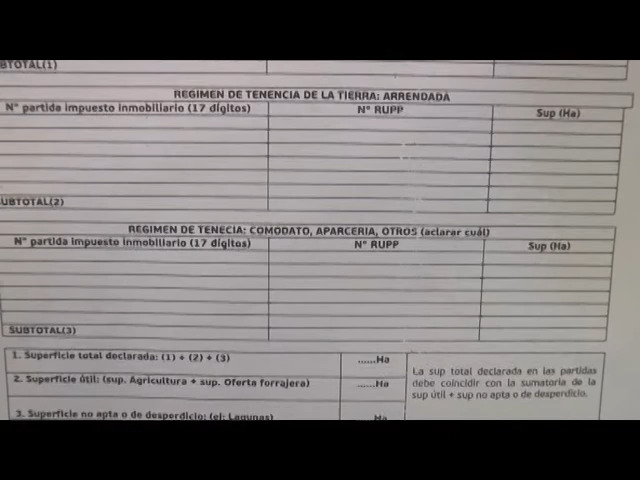 BTOTAL(1)
REGIMEN DE TENENCIA DE LA TIERRA: ARRENDADA
N° partida impuesto inmobiliario (17 dígitos) N° RUPP Sup (Ha)
UBTOTAL(2)
REGIMEN DE TENECIA: COMODATO, APARCERIA, OTROS (aclarar cuál)
N° partida impuesto inmobiliario (17 dígitos) N° RUPP Sup (Ha)
SUBTOTAL(3)
1. Superficie total declarada: (1) + (2) + (3) ......Ha
2. Superficie útil: (sup. Agricultura + sup. Oferta forrajera) ......Ha
3. Superficie no apta o de desperdicio: (ej: Lagunas) Ha
La sup total declarada en las partidas
debe coincidir con la sumatoria de la
sup útil + sup no apta o de desperdicio.